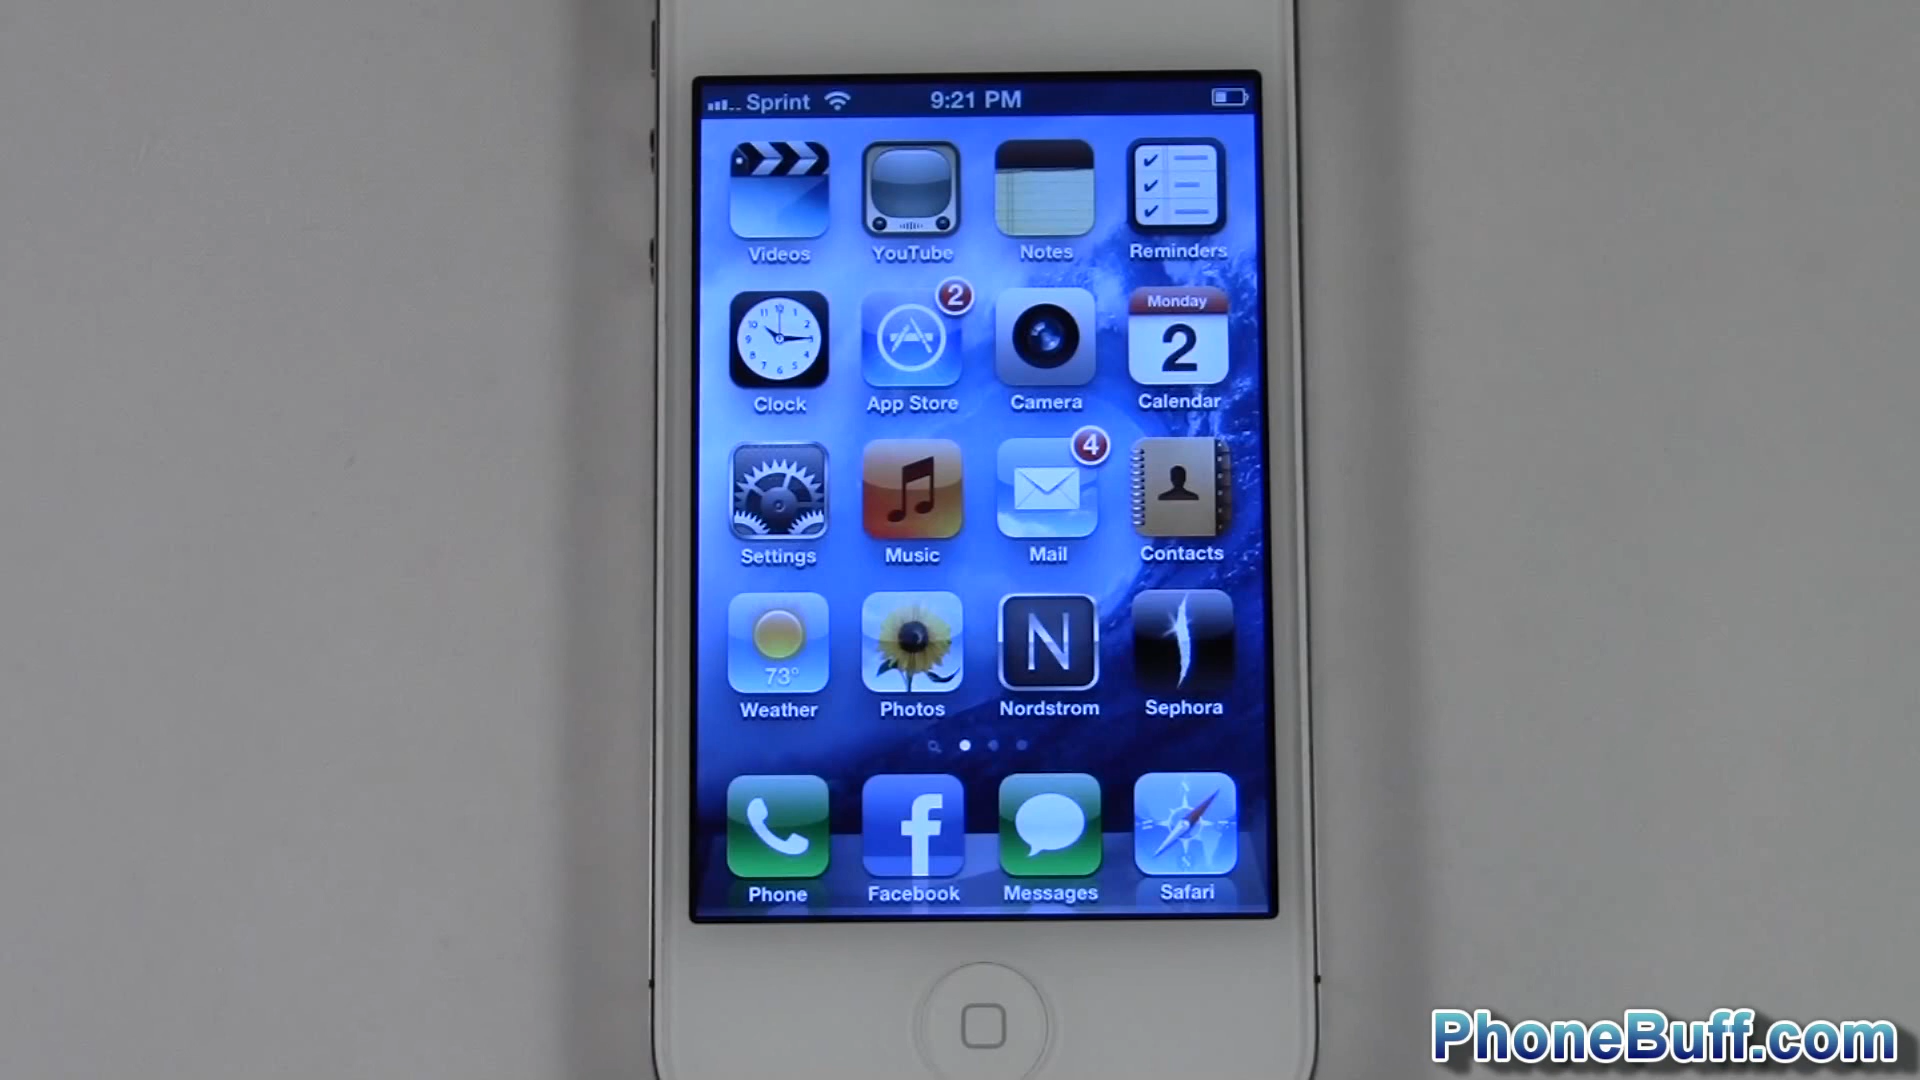 Sprint 9:21 PM
Videos YouTube Notes Reminders
2 Monday
2
Clock App Store Camera Calendar
4
Settings Music Mail Contacts
73°
N
Weather Photos Nordstrom Sephora
f
Phone Facebook Messages Safari
PhoneBuff.com